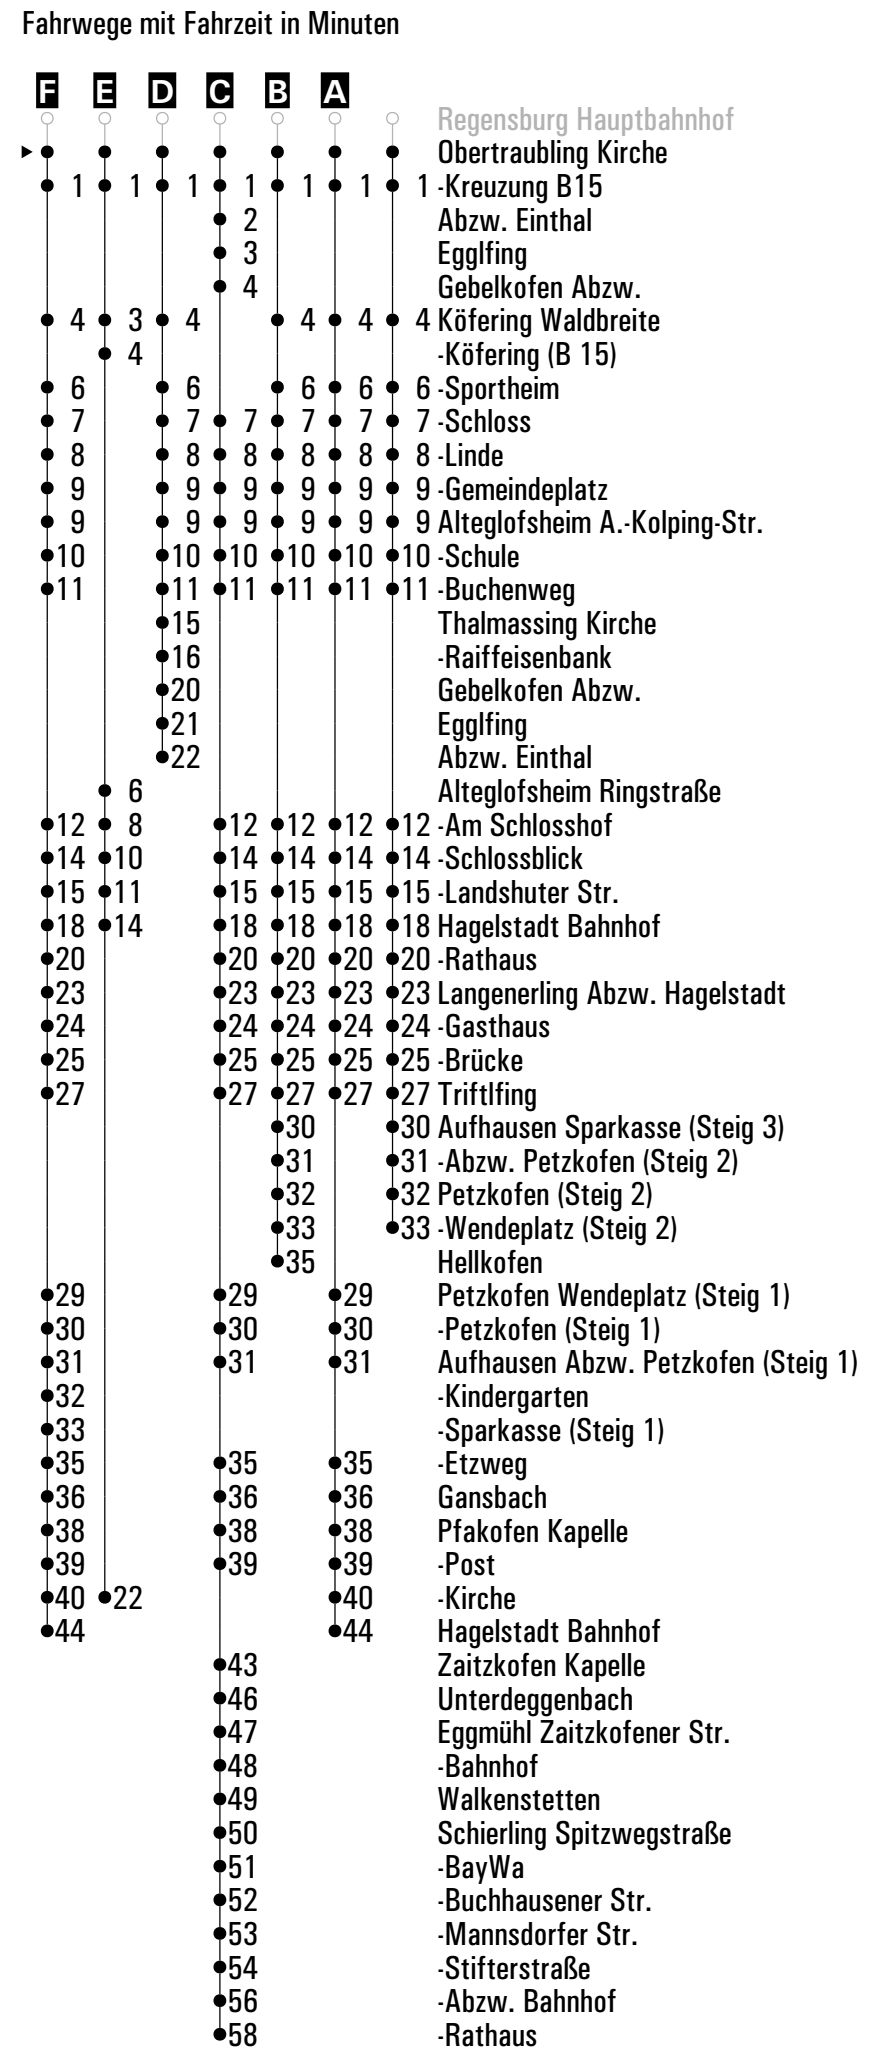 Fahrwege mit Fahrzeit in Minuten
F E D C B A
Regensburg Hauptbahnhof
Obertraubling Kirche
1 1 1 1 1 1 1 -Kreuzung B15
2 Abzw. Einthal
3 Egglfing
4 Gebelkofen Abzw.
4 3 4 4 4 4 Köfering Waldbreite
4 -Köfering (B 15)
6 6 6 6 6 -Sportheim
7 7 7 7 7 7 -Schloss
8 8 8 8 8 8 -Linde
9 9 9 9 9 9 -Gemeindeplatz
9 9 9 9 9 9 Alteglofsheim A.-Kolping-Str.
10 10 10 10 10 10 -Schule
11 11 11 11 11 11 -Buchenweg
15 Thalmassing Kirche
16 -Raiffeisenbank
20 Gebelkofen Abzw.
21 Egglfing
22 Abzw. Einthal
6 Alteglofsheim Ringstraße
12 8 12 12 12 12 -Am Schlosshof
14 10 14 14 14 14 -Schlossblick
15 11 15 15 15 15 -Landshuter Str.
18 14 18 18 18 18 Hagelstadt Bahnhof
20 20 20 20 20 -Rathaus
23 23 23 23 23 Langenerling Abzw. Hagelstadt
24 24 24 24 24 -Gasthaus
25 25 25 25 25 -Brücke
27 27 27 27 27 Triftlfing
30 30 Aufhausen Sparkasse (Steig 3)
31 31 -Abzw. Petzkofen (Steig 2)
32 32 Petzkofen (Steig 2)
33 33 -Wendeplatz (Steig 2)
35 Hellkofen
29 29 29 Petzkofen Wendeplatz (Steig 1)
30 30 30 -Petzkofen (Steig 1)
31 31 31 Aufhausen Abzw. Petzkofen (Steig 1)
32 -Kindergarten
33 -Sparkasse (Steig 1)
35 35 35 -Etzweg
36 36 36 Gansbach
38 38 38 Pfakofen Kapelle
39 39 39 -Post
40 22 40 -Kirche
44 44 Hagelstadt Bahnhof
43 Zaitzkofen Kapelle
46 Unterdeggenbach
47 Eggmühl Zaitzkofener Str.
48 -Bahnhof
49 Walkenstetten
50 Schierling Spitzwegstraße
51 -BayWa
52 -Buchhausener Str.
53 -Mannsdorfer Str.
54 -Stifterstraße
56 -Abzw. Bahnhof
58 -Rathaus